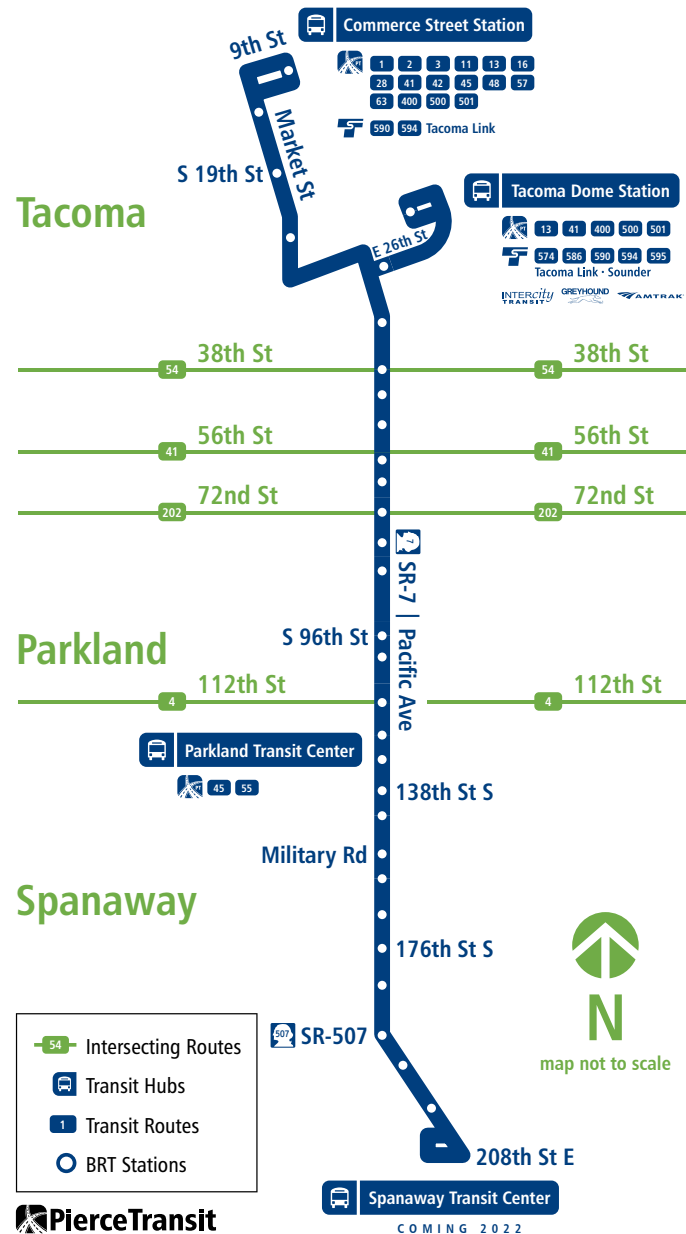 Commerce Street Station
9th St
1 2 3 11 13 16
28 41 42 45 48 57
63 400 500 501
590 594 Tacoma Link
Market St
S 19th St
Tacoma
Tacoma Dome Station
13 41 400 500 501
574 586 590 594 595
Tacoma Link · Sounder
INTERCITY TRANSIT GREYHOUND AMTRAK
E 26th St
38th St 38th St
54 54
56th St 56th St
41 41
72nd St 72nd St
202 202
7
SR-7 | Pacific Ave
S 96th St
Parkland
112th St 112th St
4 4
Parkland Transit Center
PT 45 55
138th St S
Military Rd
Spanaway
176th St S
N
map not to scale
507 SR-507
54 Intersecting Routes
Transit Hubs
1 Transit Routes
BRT Stations
208th St E
Spanaway Transit Center
COMING 2022
PierceTransit